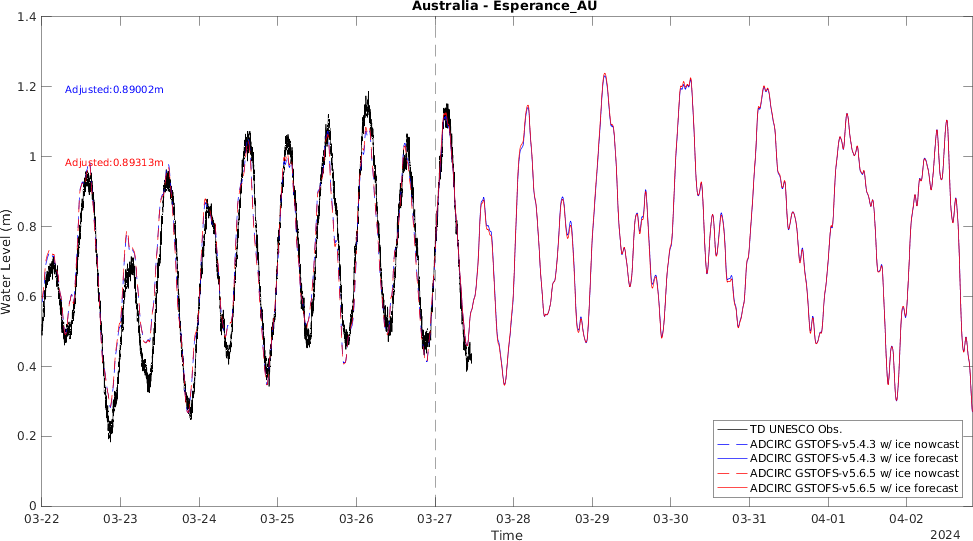 Australia - Esperance_AU
1.4
1.2
1
0.8
0.6
0.4
0.2
0
Water Level (m)
Adjusted:0.89002m
Adjusted:0.89313m
TD UNESCO Obs.
ADCIRC GSTOFS-v5.4.3 w/ ice nowcast
ADCIRC GSTOFS-v5.4.3 w/ ice forecast
ADCIRC GSTOFS-v5.6.5 w/ ice nowcast
ADCIRC GSTOFS-v5.6.5 w/ ice forecast
03-22 03-23 03-24 03-25 03-26 03-27 03-28 03-29 03-30 03-31 04-01 04-02
Time
2024